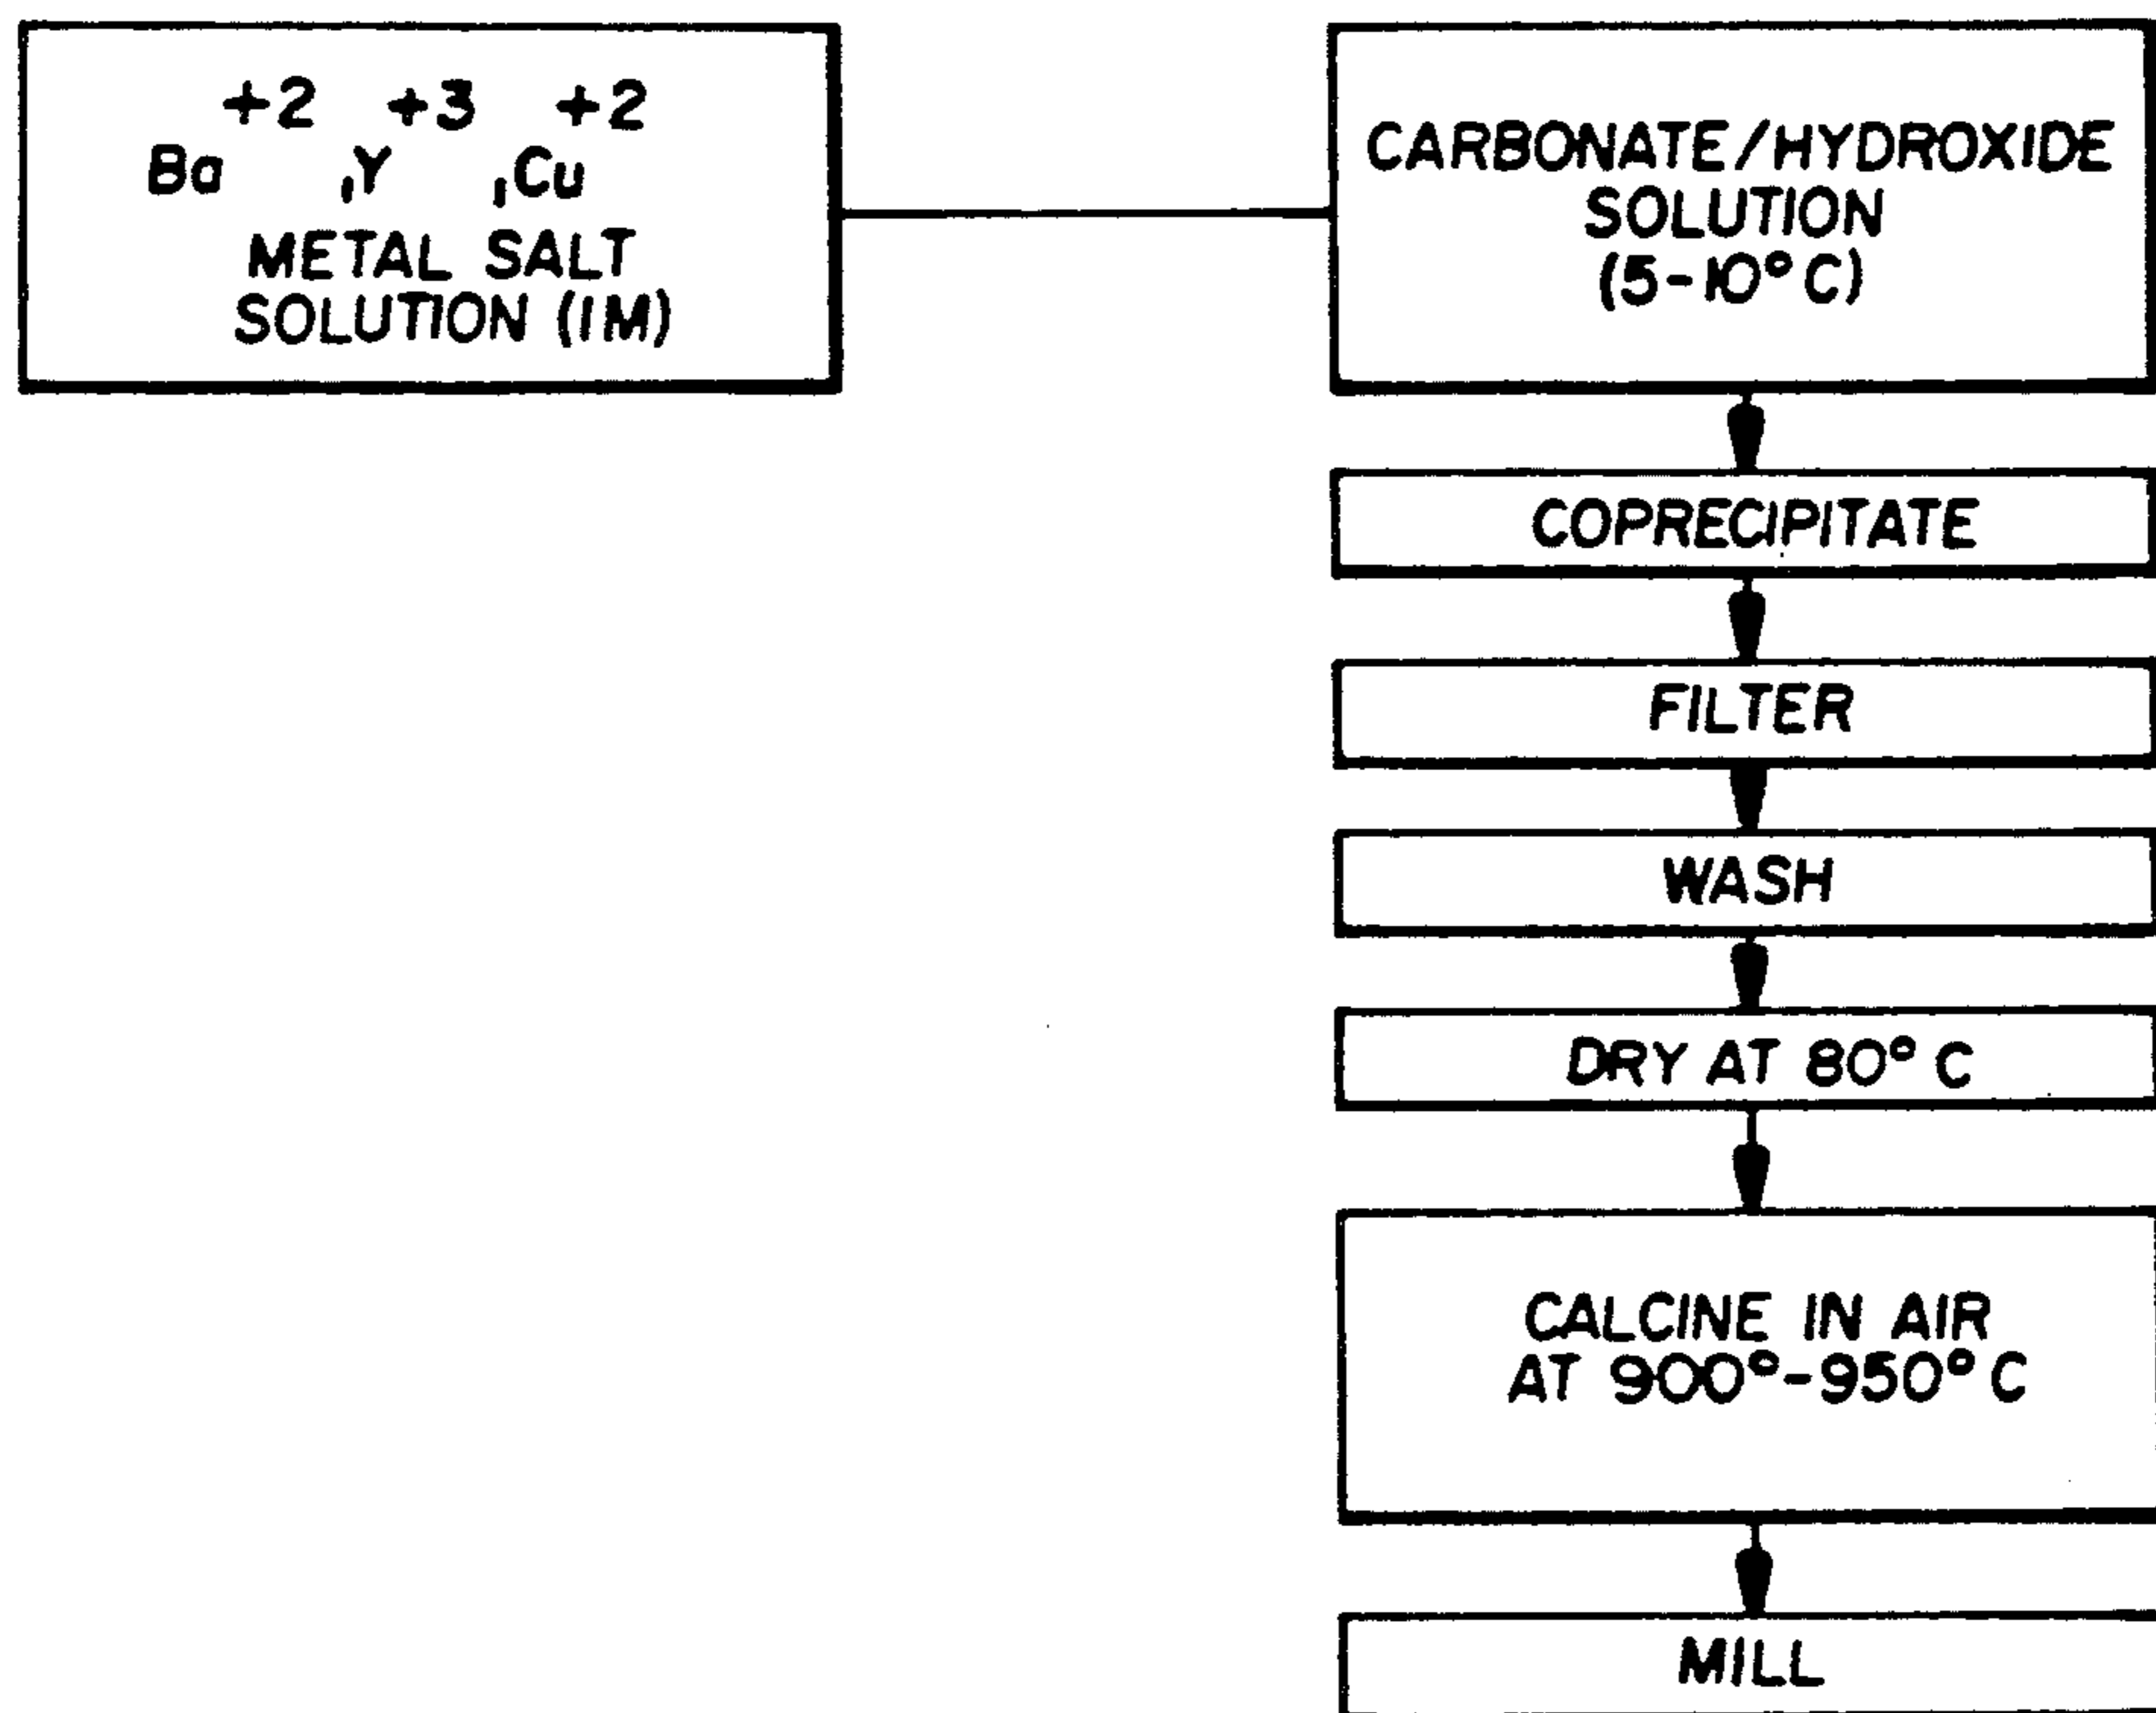 +2 +3 +2
Ba ,Y ,Cu
METAL SALT
SOLUTION (1M)
CARBONATE/HYDROXIDE
SOLUTION
(5-10°C)
COPRECIPITATE
FILTER
WASH
DRY AT 80°C
CALCINE IN AIR
AT 900°-950°C
MILL